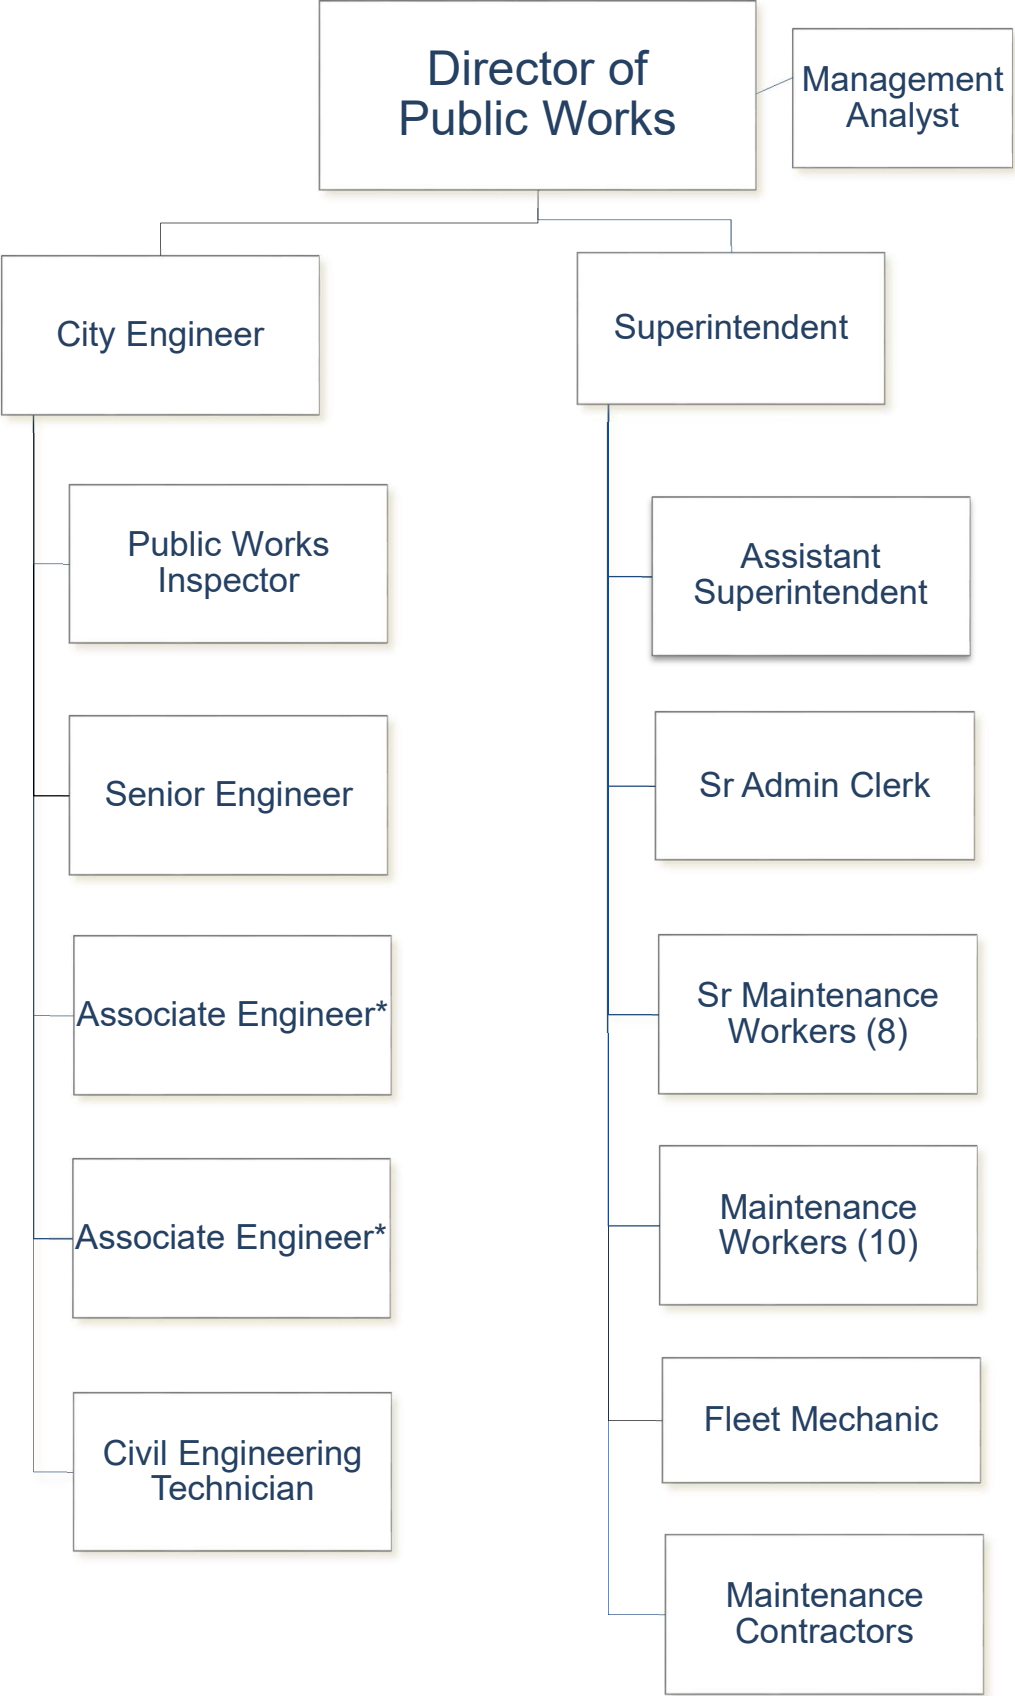 Director of
Public Works
Management
Analyst
City Engineer
Superintendent
Public Works
Inspector
Senior Engineer
Associate Engineer*
Associate Engineer*
Civil Engineering
Technician
Assistant
Superintendent
Sr Admin Clerk
Sr Maintenance
Workers (8)
Maintenance
Workers (10)
Fleet Mechanic
Maintenance
Contractors